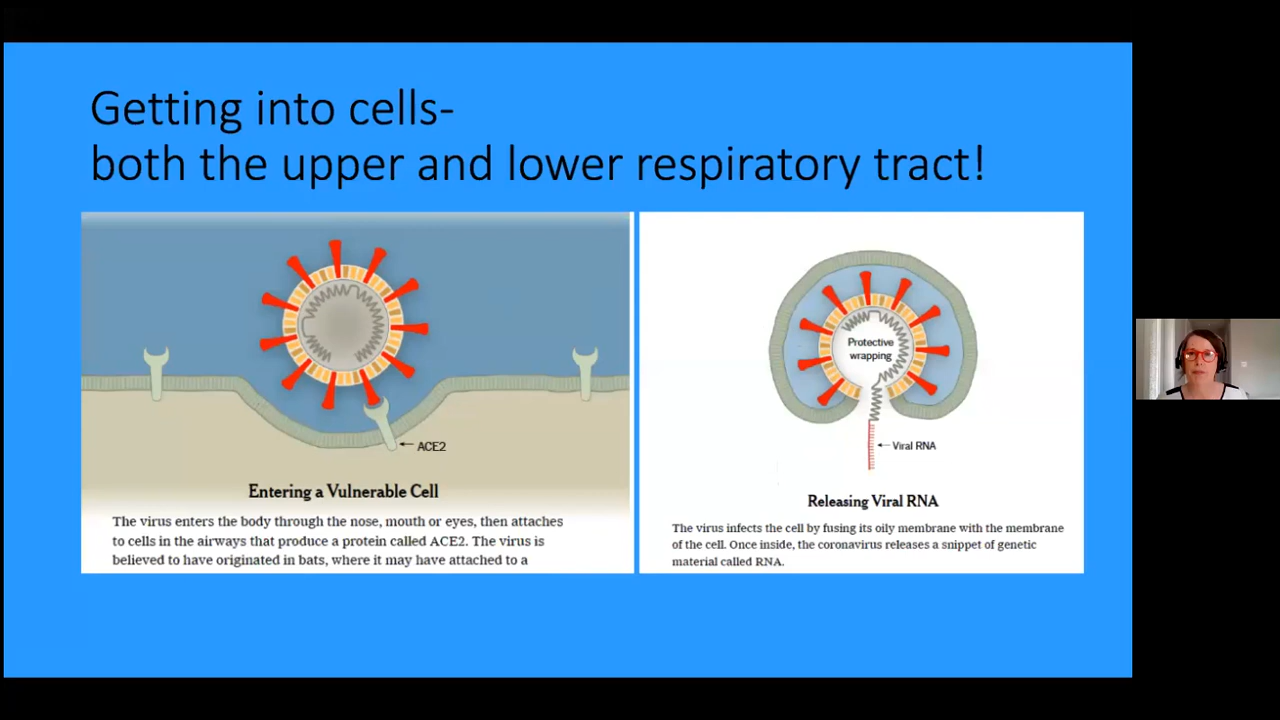 Getting into cells-
both the upper and lower respiratory tract!
ACE2
Entering a Vulnerable Cell
The virus enters the body through the nose, mouth or eyes, then attaches
to cells in the airways that produce a protein called ACE2. The virus is
believed to have originated in bats, where it may have attached to a
Protective
wrapping
Viral RNA
Releasing Viral RNA
The virus infects the cell by fusing its oily membrane with the membrane
of the cell. Once inside, the coronavirus releases a snippet of genetic
material called RNA.